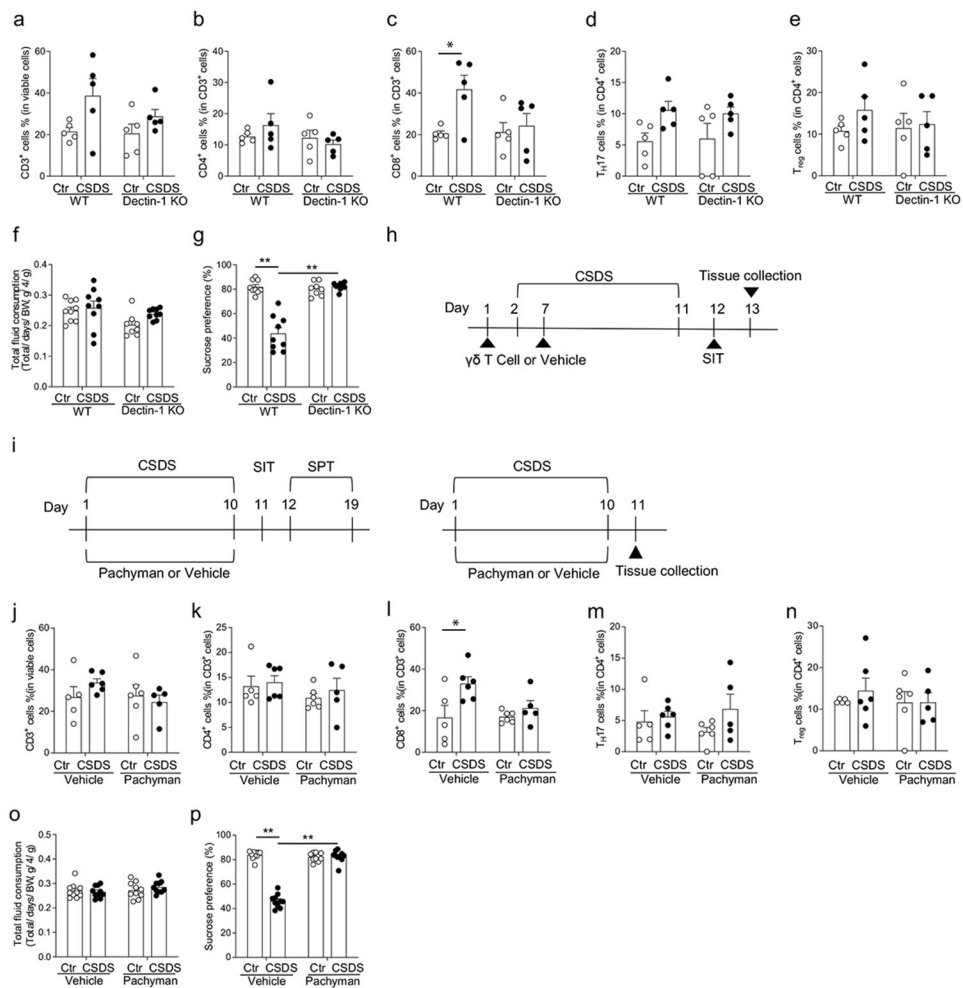 a
CD3+ cells % (in viable cells)
60
40
20
0
Ctr CSDS Ctr CSDS
WT Dectin-1 KO
b
CD4+ cells % (in CD3+ cells)
40
30
20
10
0
Ctr CSDS Ctr CSDS
WT Dectin-1 KO
c
CD8+ cells % (in CD3+ cells)
60
40
20
0
*
Ctr CSDS Ctr CSDS
WT Dectin-1 KO
d
TH17 cells % (in CD4+ cells)
20
15
10
5
0
Ctr CSDS Ctr CSDS
WT Dectin-1 KO
e
Treg cells % (in CD4+ cells)
30
20
10
0
Ctr CSDS Ctr CSDS
WT Dectin-1 KO
f
Total fluid consumption
(Total/ days/ BW, g/ 4/ g)
0.4
0.3
0.2
0.1
0.0
Ctr CSDS Ctr CSDS
WT Dectin-1 KO
g
Sucrose preference (%)
100
80
60
40
20
0
** **
Ctr CSDS Ctr CSDS
WT Dectin-1 KO
h
Tissue collection
CSDS
Day 1 2 7 11 12 13
γδ T Cell or Vehicle SIT
i
CSDS SIT SPT
Day 1 10 11 12 19
Pachyman or Vehicle
CSDS
Day 1 10 11
Pachyman or Vehicle Tissue collection
j
CD3+ cells %(in viable cells)
60
40
20
0
Ctr CSDS Ctr CSDS
Vehicle Pachyman
k
CD4+ cells %(in CD3+ cells)
40
30
20
10
0
Ctr CSDS Ctr CSDS
Vehicle Pachyman
l
CD8+ cells %(in CD3+ cells)
60
40
20
0
*
Ctr CSDS Ctr CSDS
Vehicle Pachyman
m
TH17 cells %(in CD4+ cells)
20
15
10
5
0
Ctr CSDS Ctr CSDS
Vehicle Pachyman
n
Treg cells %(in CD4+ cells)
30
20
10
0
Ctr CSDS Ctr CSDS
Vehicle Pachyman
o
Total fluid consumption
(Total/ days/ BW, g/ 4/ g)
0.5
0.4
0.3
0.2
0.1
0.0
Ctr CSDS Ctr CSDS
Vehicle Pachyman
p
Sucrose preference (%)
100
80
60
40
20
0
** **
Ctr CSDS Ctr CSDS
Vehicle Pachyman